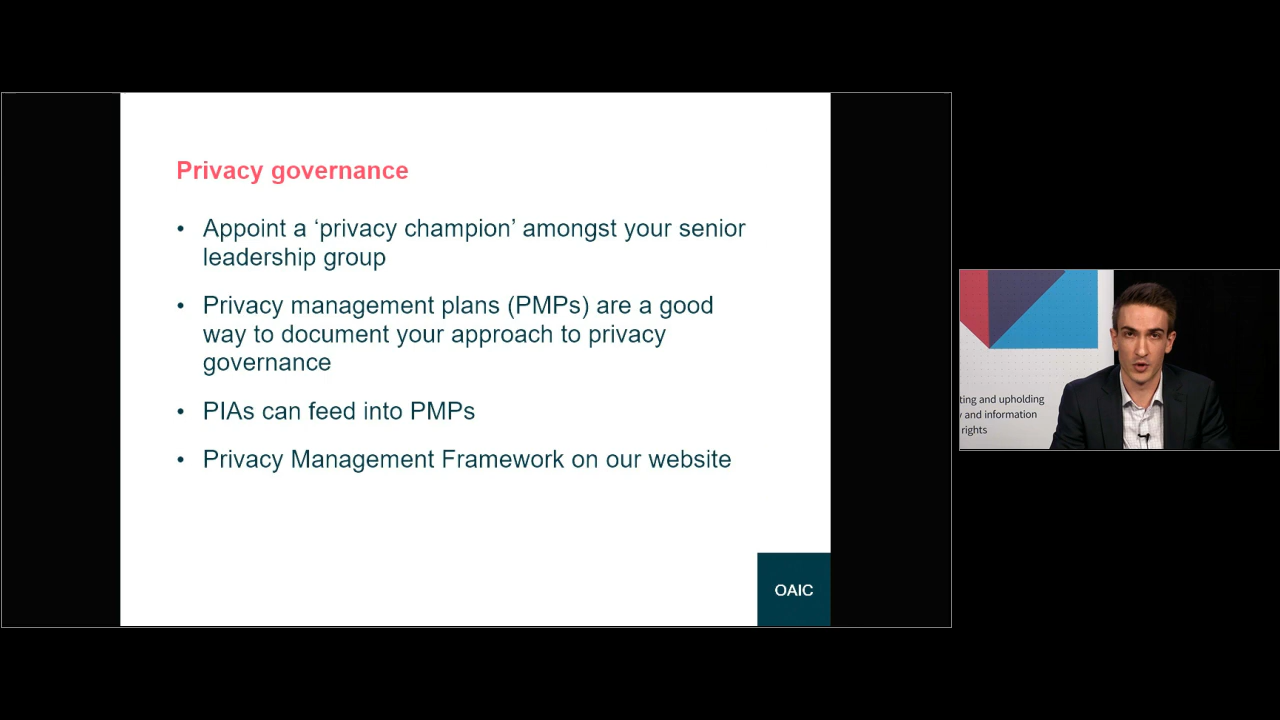 Privacy governance
• Appoint a ‘privacy champion’ amongst your senior
leadership group
• Privacy management plans (PMPs) are a good
way to document your approach to privacy
governance
• PIAs can feed into PMPs
• Privacy Management Framework on our website
OAIC
ting and upholding
y and information
rights